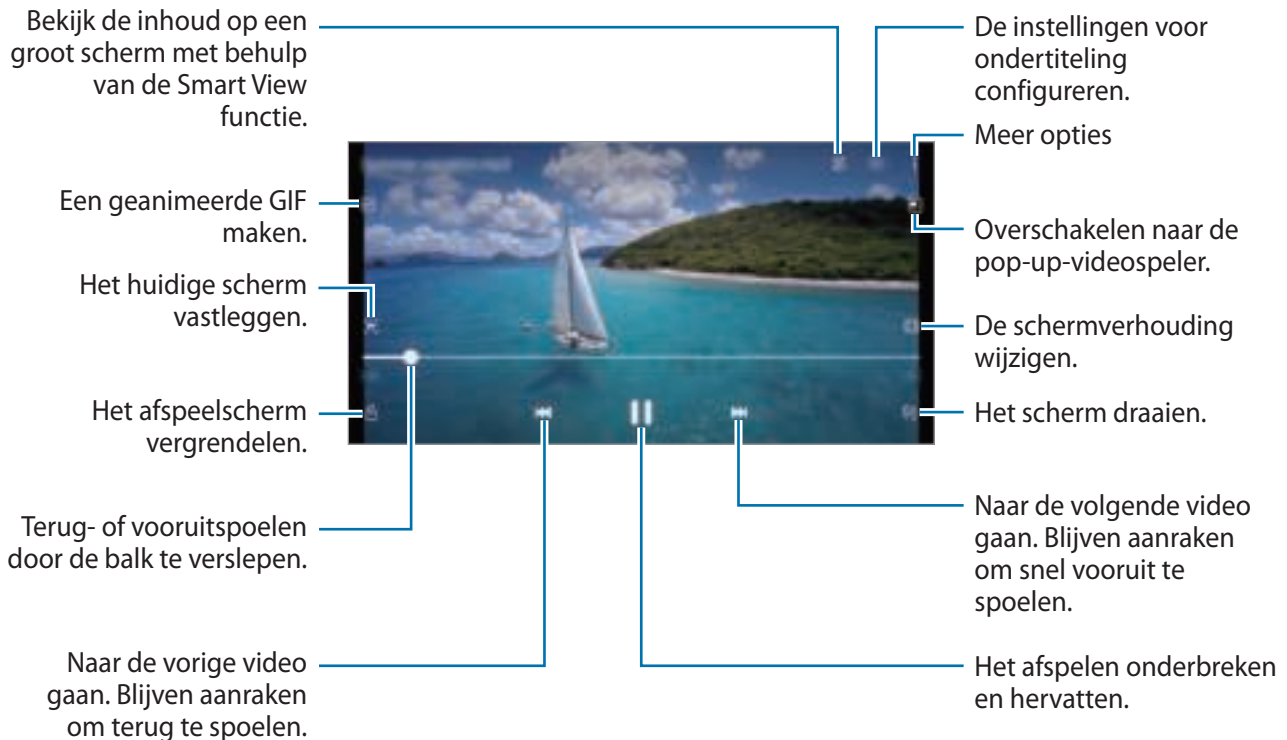 Bekijk de inhoud op een
groot scherm met behulp
van de Smart View
functie.
Een geanimeerde GIF
maken.
Het huidige scherm
vastleggen.
Het afspeelscherm
vergrendelen.
Terug- of vooruitspoelen
door de balk te verslepen.
Naar de vorige video
gaan. Blijven aanraken
om terug te spoelen.
De instellingen voor
ondertiteling
configureren.
Meer opties
Overschakelen naar de
pop-up-videospeler.
De schermverhouding
wijzigen.
Het scherm draaien.
Naar de volgende video
gaan. Blijven aanraken
om snel vooruit te
spoelen.
Het afspelen onderbreken
en hervatten.